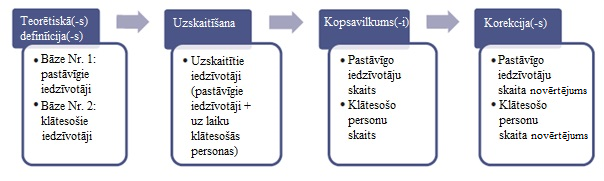 Teorētiskā(-s)
definīicija(-s)
• Bāze Nr. 1:
pastāvīgie
iedzīvotāji
• Bāze Nr. 2:
klātesošie
iedzīvotāji
Uzskaitīšana
• Uzskaitītie
iedzīvotāji
(pastāvīgie
iedzīvotāji +
uz laiku
klātesošās
personas)
Kopsavilkums(-i)
• Pastāvīgo
iedzīvotāju
skaits
• Klātesošo
personu
skaits
Korekcija(-s)
• Pastāvīgo
iedzīvotāju
skaita novērtējums
• Klātesošo
personu
skaita novērtējums